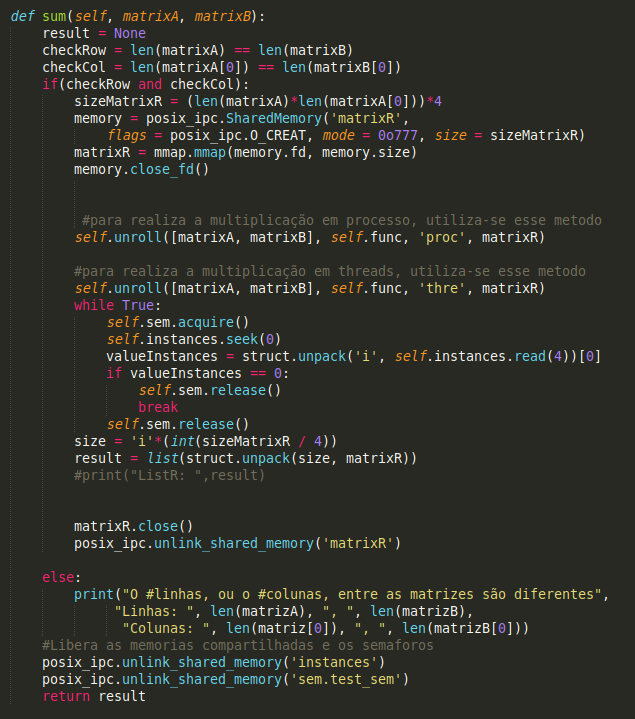 def sum(self, matrixA, matrixB):
    result = None
    checkRow = len(matrixA) == len(matrixB)
    checkCol = len(matrixA[0]) == len(matrixB[0])
    if(checkRow and checkCol):
        sizeMatrixR = (len(matrixA)*len(matrixA[0]))*4
        memory = posix_ipc.SharedMemory('matrixR',
            flags = posix_ipc.O_CREAT, mode = 0o777, size = sizeMatrixR)
        matrixR = mmap.mmap(memory.fd, memory.size)
        memory.close_fd()
         #para realiza a multiplicação em processo, utiliza-se esse metodo
        self.unroll([matrixA, matrixB], self.func, 'proc', matrixR)
        #para realiza a multiplicação em threads, utiliza-se esse metodo
        self.unroll([matrixA, matrixB], self.func, 'thre', matrixR)
        while True:
            self.sem.acquire()
            self.instances.seek(0)
            valueInstances = struct.unpack('i', self.instances.read(4))[0]
            if valueInstances == 0:
                self.sem.release()
                break
            self.sem.release()
        size = 'i'*(int(sizeMatrixR / 4))
        result = list(struct.unpack(size, matrixR))
        #print("ListR: ",result)
        matrixR.close()
        posix_ipc.unlink_shared_memory('matrixR')
    else:
        print("O #linhas, ou o #colunas, entre as matrizes são diferentes",
             "Linhas: ", len(matrizA), ", ", len(matrizB),
              "Colunas: ", len(matriz[0]), ", ", len(matrizB[0]))
    #Libera as memorias compartilhadas e os semaforos
    posix_ipc.unlink_shared_memory('instances')
    posix_ipc.unlink_shared_memory('sem.test_sem')
    return result